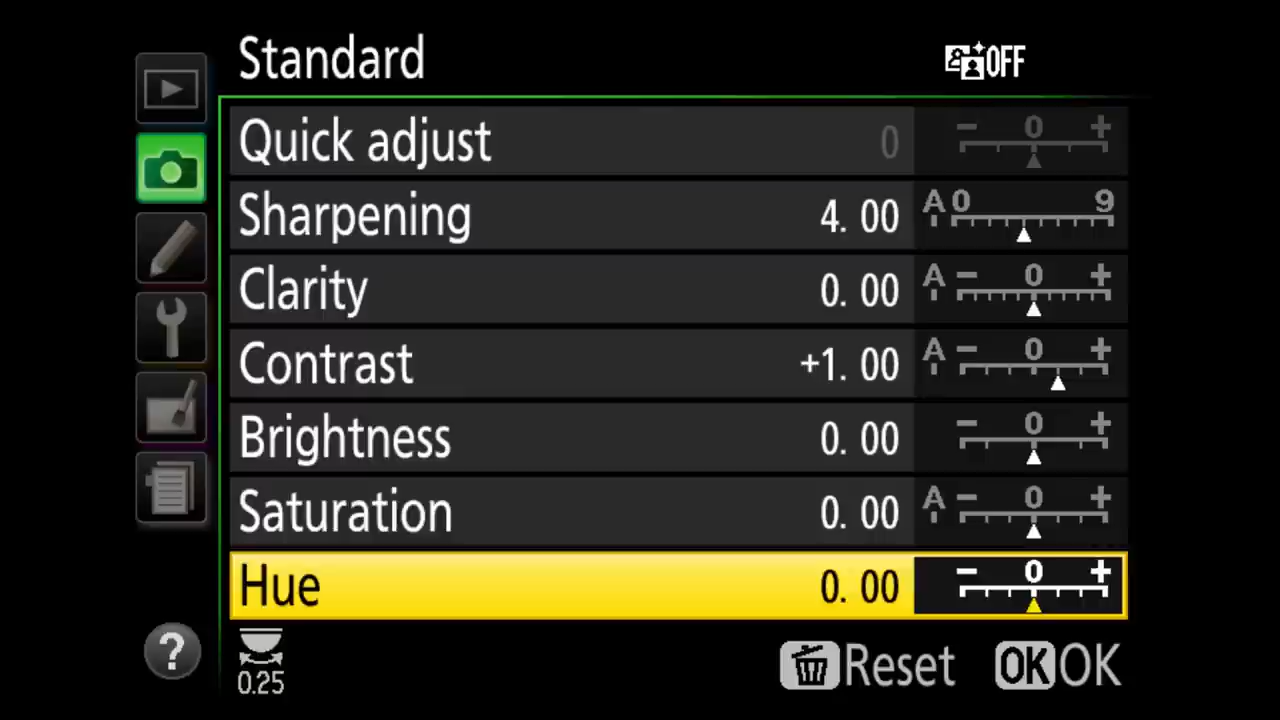 Standard
OFF
Quick adjust 0 − 0 +
Sharpening 4. 00 A 0 9
Clarity 0. 00 A − 0 +
Contrast +1. 00 A − 0 +
Brightness 0. 00 − 0 +
Saturation 0. 00 A − 0 +
Hue 0. 00 − 0 +
? 0.25 Reset OK OK